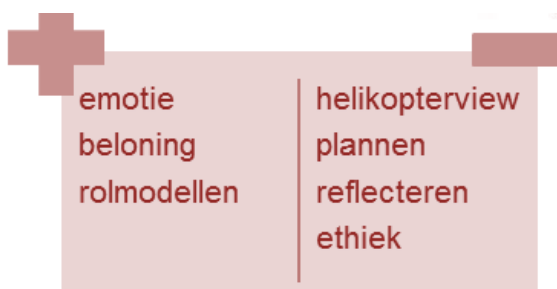 emotie
beloning
rolmodellen
helikopterview
plannen
reflecteren
ethiek